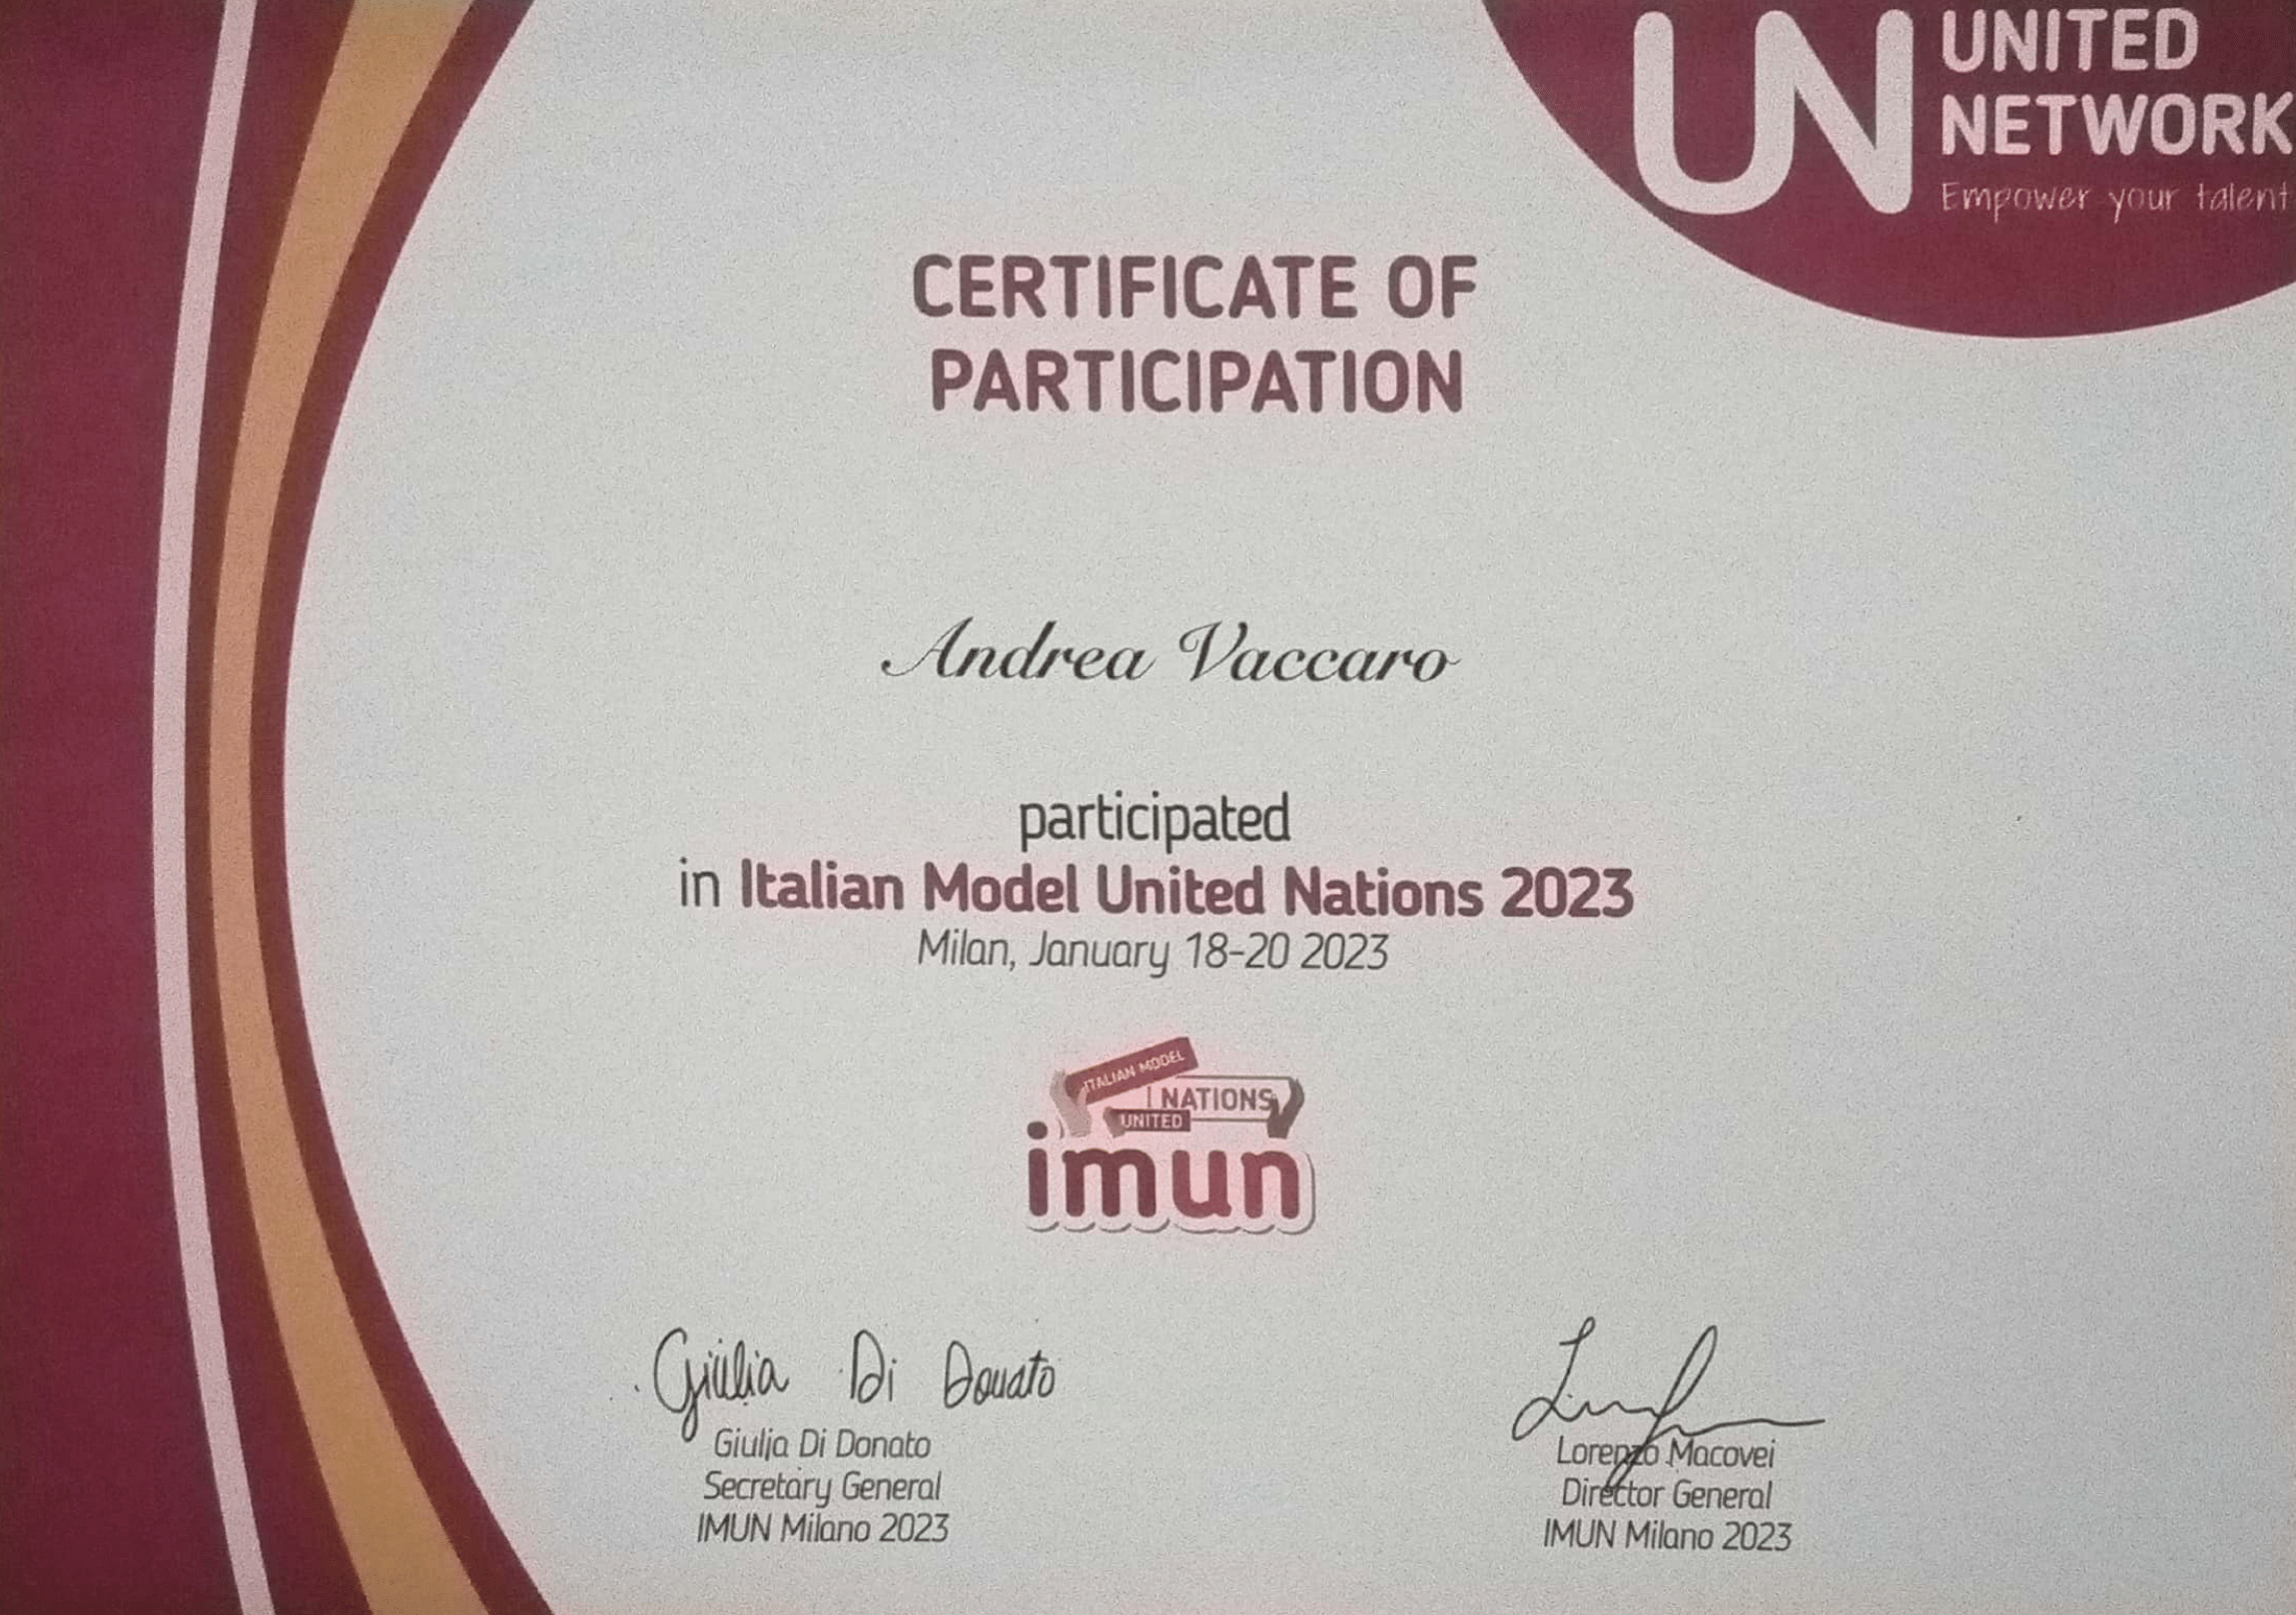 UN UNITED
NETWORK
Empower your talent
CERTIFICATE OF
PARTICIPATION
Andrea Vaccaro
participated
in Italian Model United Nations 2023
Milan, January 18-20 2023
ITALIAN MODEL
NATIONS
UNITED
imun
Giulia Di Donato
Giulia Di Donato
Secretary General
IMUN Milano 2023
Lorenzo Macovei
Director General
IMUN Milano 2023